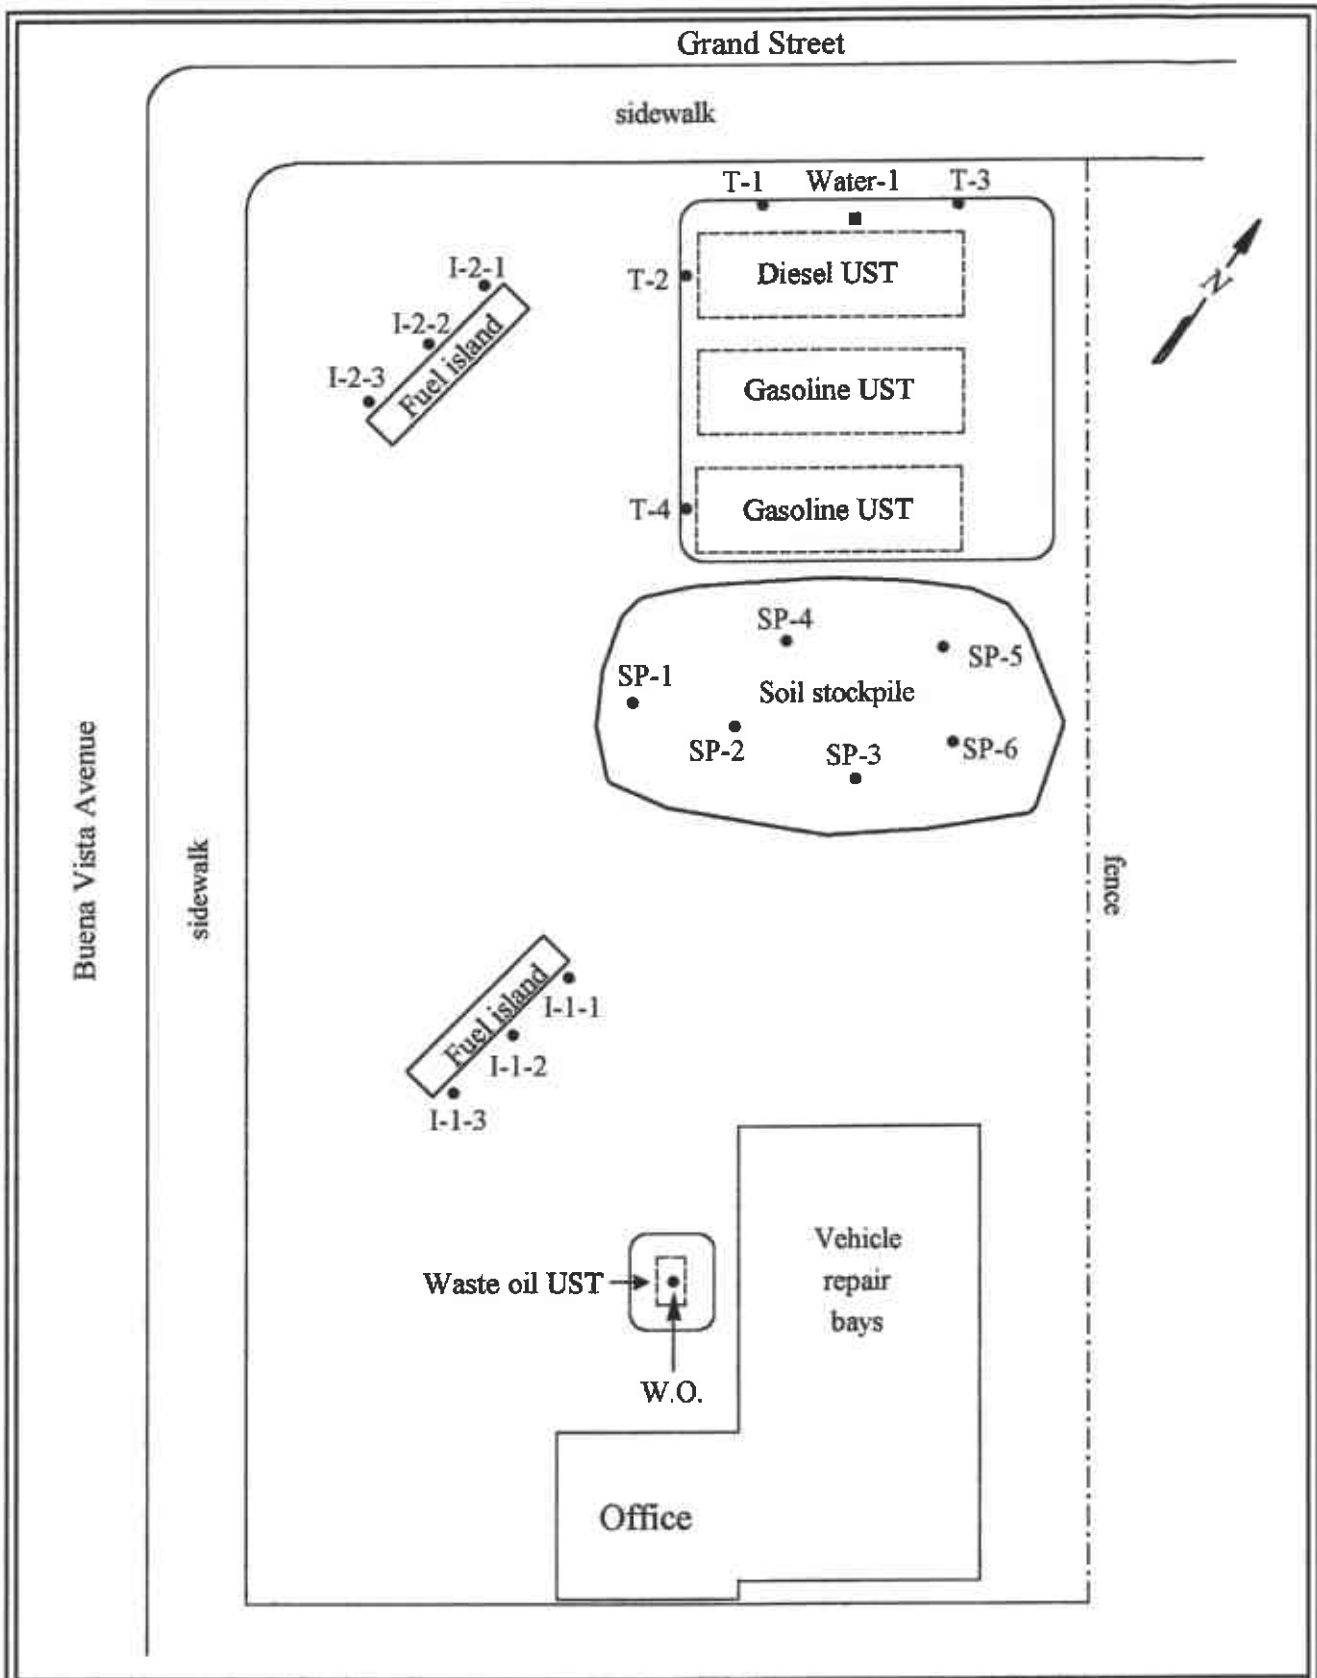 Grand Street
sidewalk
T-1
Water-1
T-3
N
I-2-1
T-2
Diesel UST
I-2-2
Fuel island
I-2-3
Gasoline UST
T-4
Gasoline UST
SP-4
SP-5
SP-1
Soil stockpile
SP-2
SP-3
SP-6
Buena Vista Avenue
sidewalk
fence
Fuel island
I-1-1
I-1-2
I-1-3
Vehicle
repair
bays
Waste oil UST
W.O.
Office